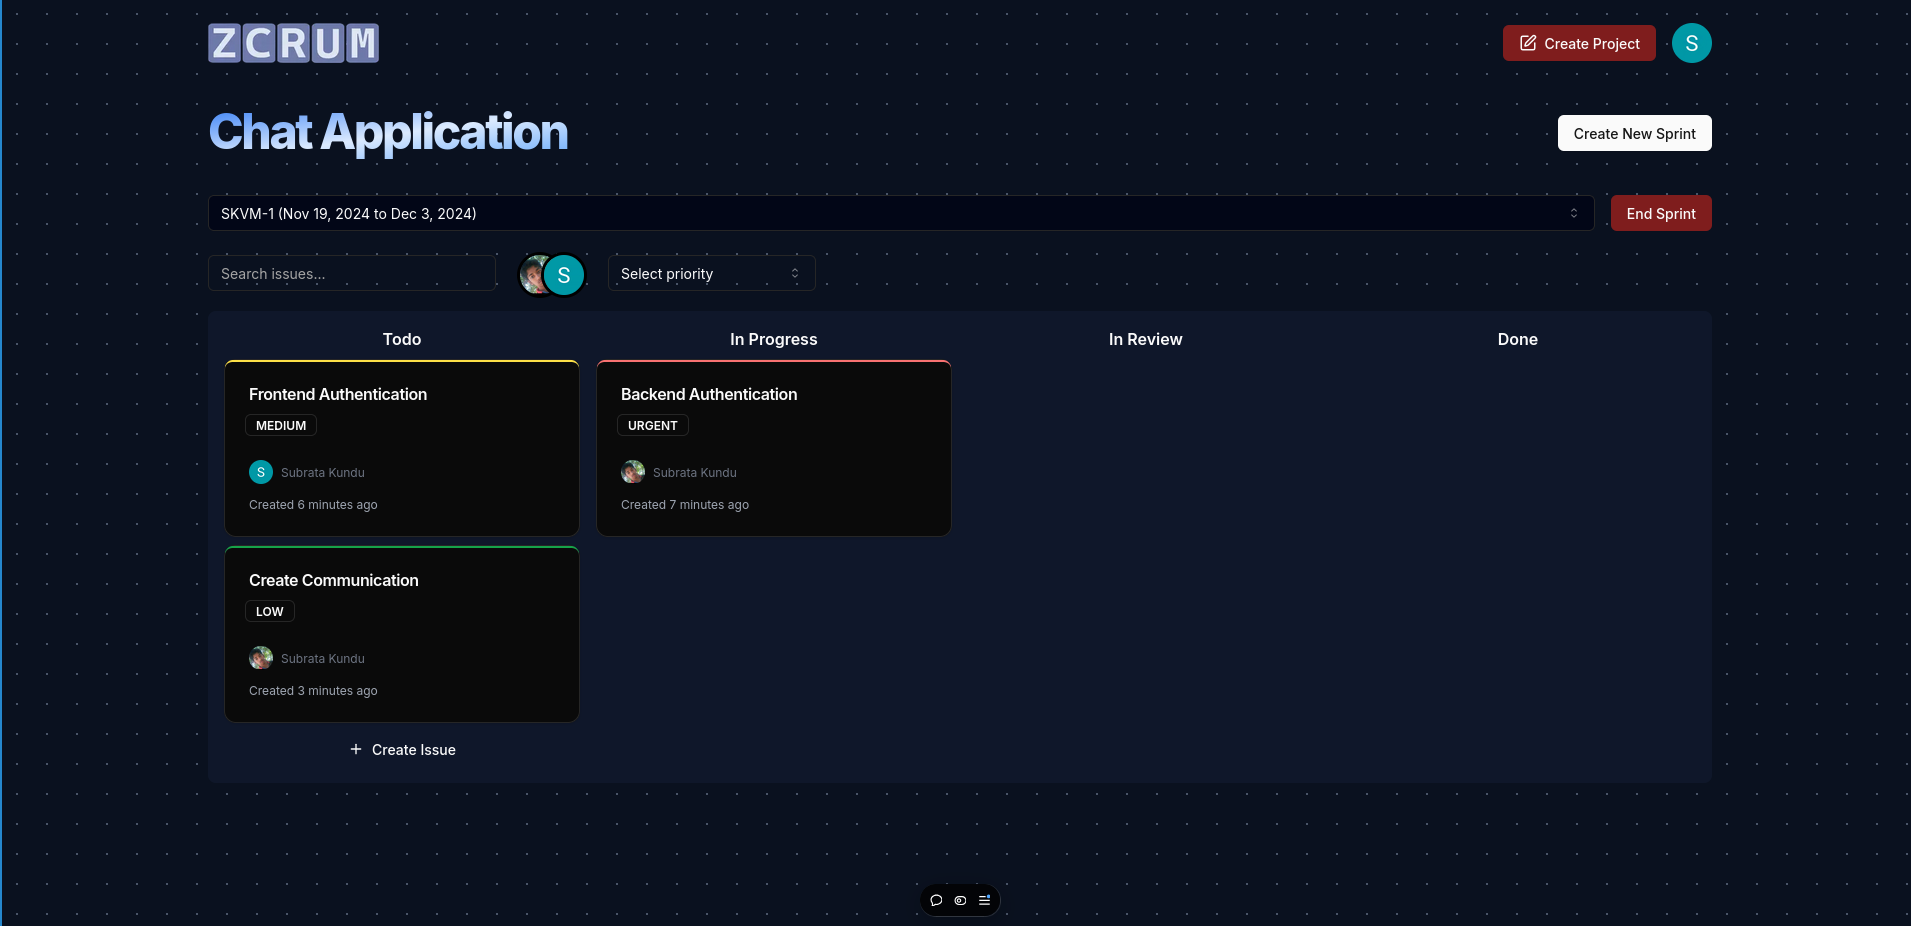 ZCRUM
Create Project
S
Chat Application
Create New Sprint
SKVM-1 (Nov 19, 2024 to Dec 3, 2024)
End Sprint
Search issues...
S
Select priority
Todo
In Progress
In Review
Done
Frontend Authentication
MEDIUM
S Subrata Kundu
Created 6 minutes ago
Backend Authentication
URGENT
Subrata Kundu
Created 7 minutes ago
Create Communication
LOW
Subrata Kundu
Created 3 minutes ago
Create Issue